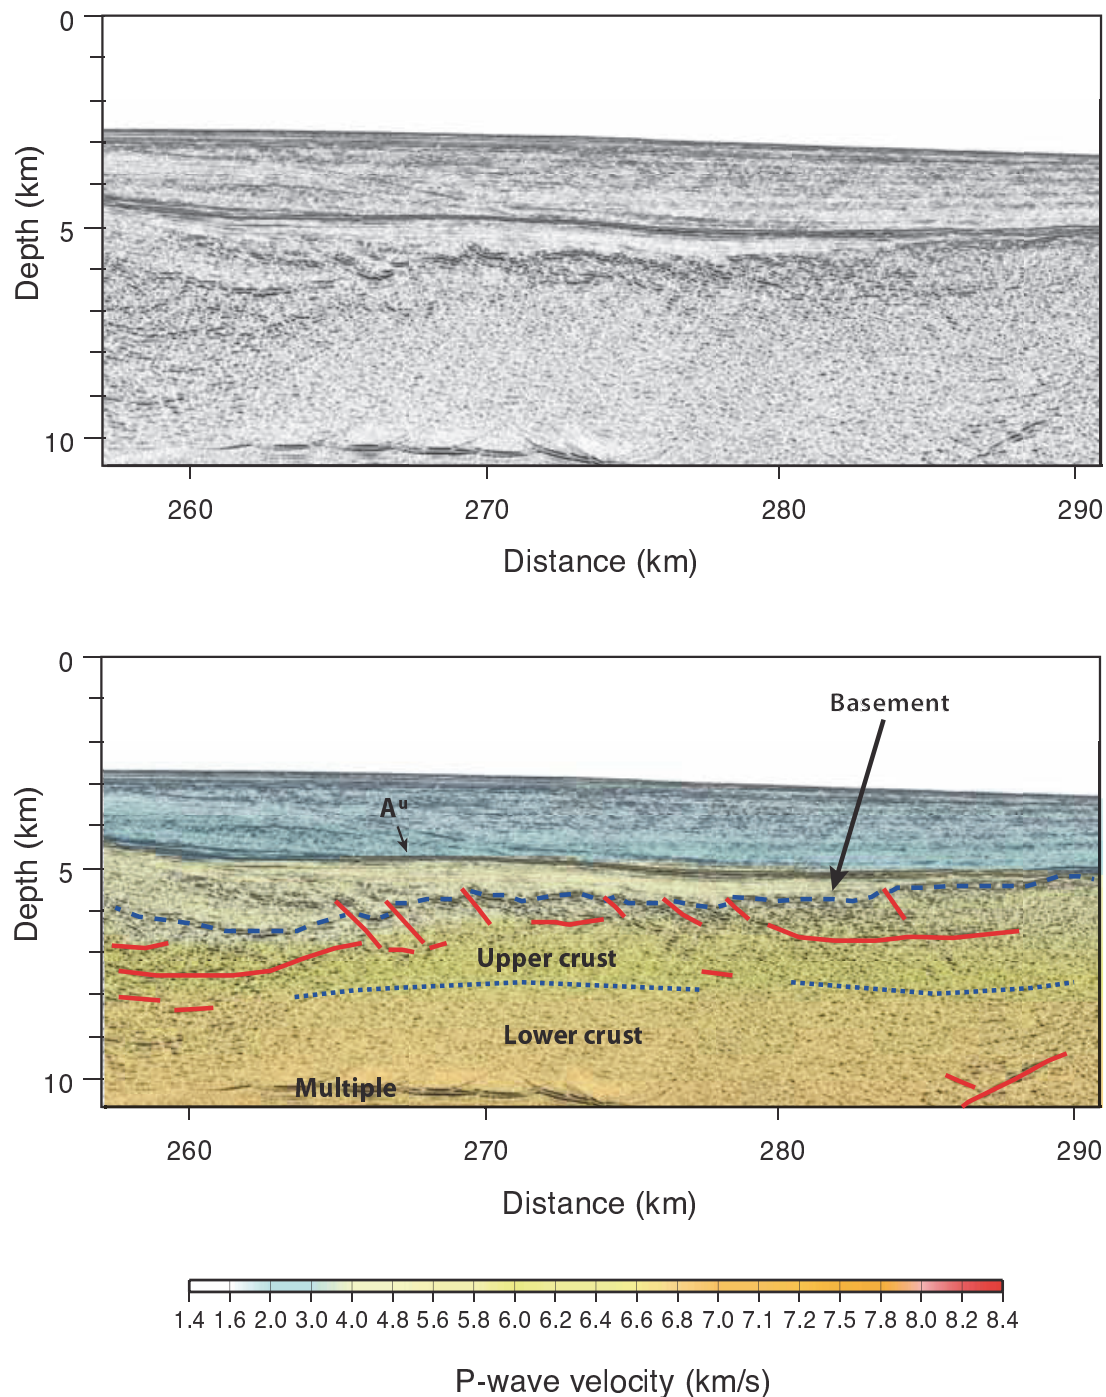 0
5
10
Depth (km)
260 270 280 290
Distance (km)
0
5
10
Depth (km)
Basement
Aᵘ
Upper crust
Lower crust
Multiple
260 270 280 290
Distance (km)
1.4 1.6 2.0 3.0 4.0 4.8 5.6 5.8 6.0 6.2 6.4 6.6 6.8 7.0 7.1 7.2 7.5 7.8 8.0 8.2 8.4
P-wave velocity (km/s)